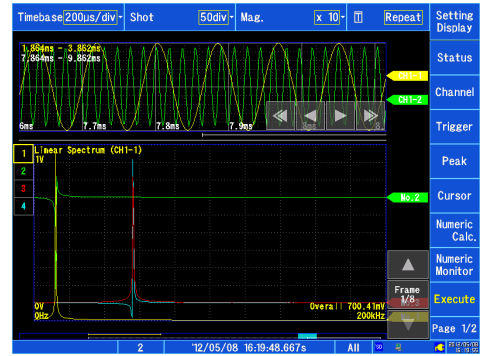 Timebase 200µs/div Shot 50div Mag. x 10 Repeat
Setting
Display
1.864ms - 3.862ms
7.864ms - 9.862ms
Status
CH1-1
Channel
CH1-2
6ms 7.7ms 7.8ms 7.9ms
Trigger
Linear Spectrum (CH1-1)
1 1V
2
3
4
Peak
No.2
Cursor
Numeric
Calc.
Numeric
Monitor
Frame
1/8
Execute
0V Overall 700.41mV
0Hz 200kHz
Page 1/2
2 '12/05/08 16:19:48.667s All SD